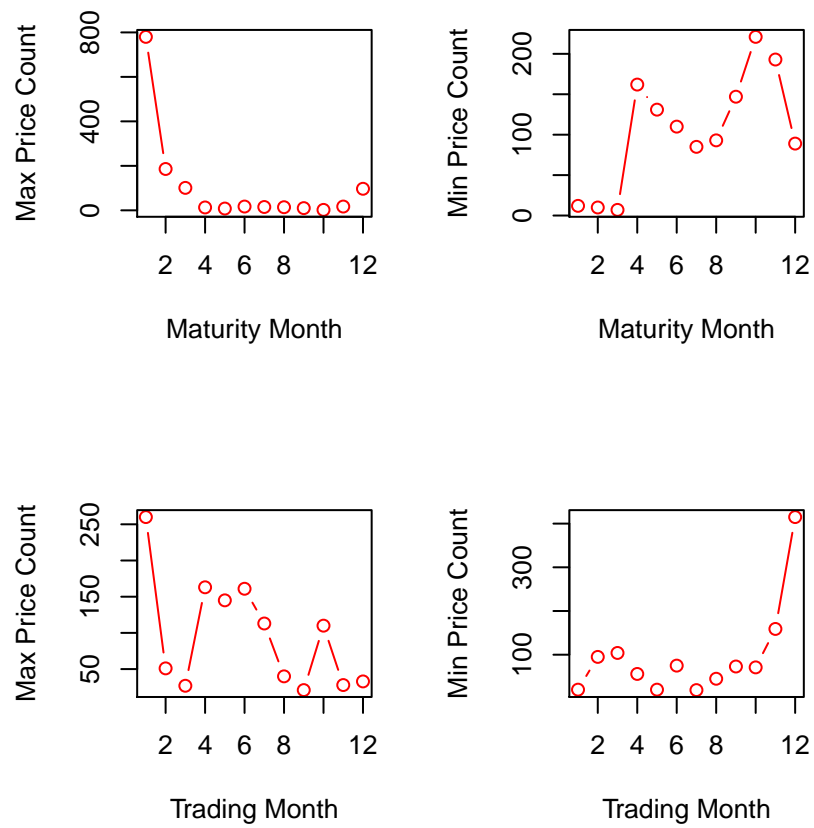 Max Price Count
800
400
0
2 4 6 8 12
Maturity Month
Min Price Count
200
100
0
2 4 6 8 12
Maturity Month
Max Price Count
250
150
50
2 4 6 8 12
Trading Month
Min Price Count
300
100
2 4 6 8 12
Trading Month